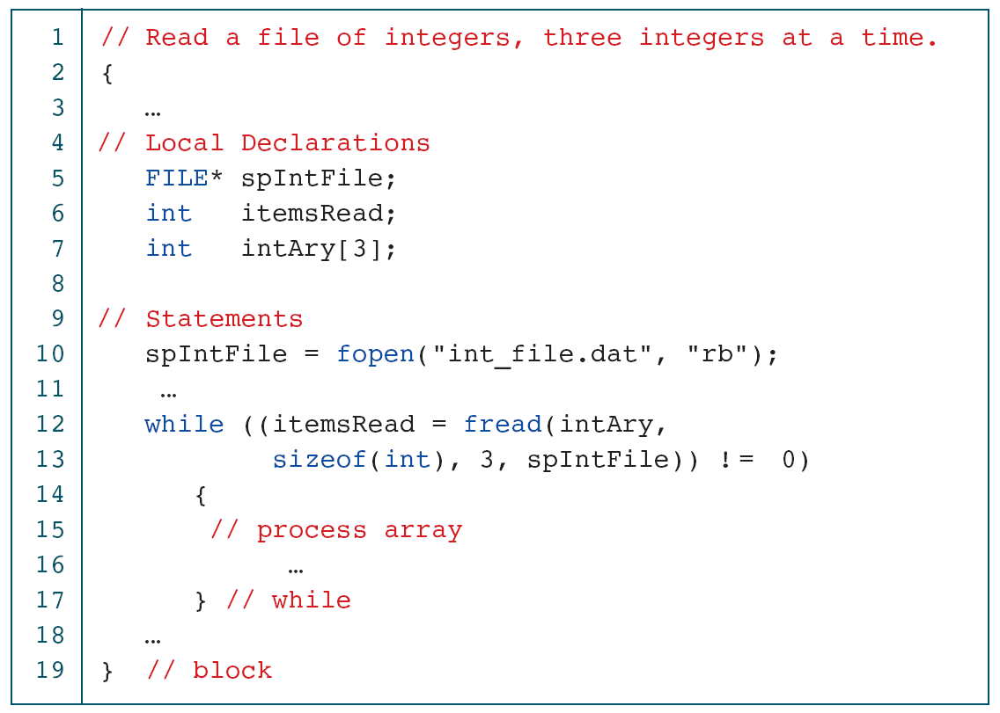 1 // Read a file of integers, three integers at a time.
2 {
3 …
4 // Local Declarations
5 FILE* spIntFile;
6 int itemsRead;
7 int intAry[3];
8
9 // Statements
10 spIntFile = fopen("int_file.dat", "rb");
11 …
12 while ((itemsRead = fread(intAry,
13 sizeof(int), 3, spIntFile)) != 0)
14 {
15 // process array
16 …
17 } // while
18 …
19 } // block